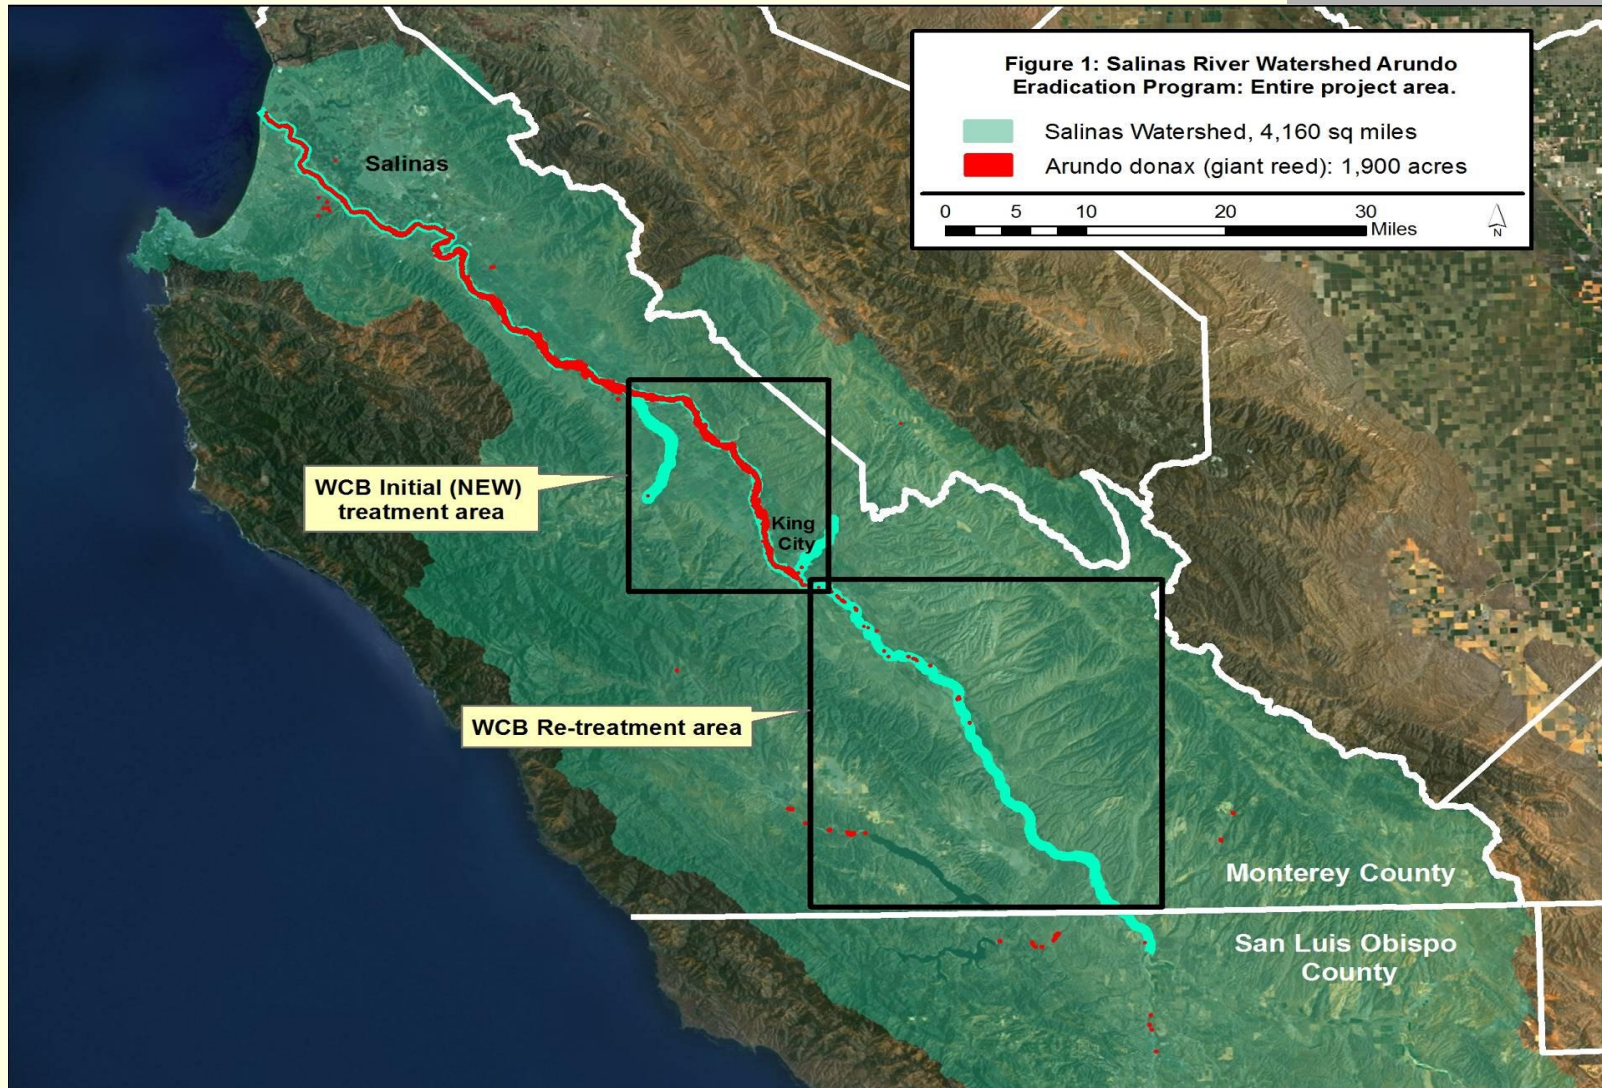 Figure 1: Salinas River Watershed Arundo
Eradication Program: Entire project area.
Salinas Watershed, 4,160 sq miles
Arundo donax (giant reed): 1,900 acres
0 5 10 20 30
Miles
N
Salinas
WCB Initial (NEW)
treatment area
King
City
WCB Re-treatment area
Monterey County
San Luis Obispo
County